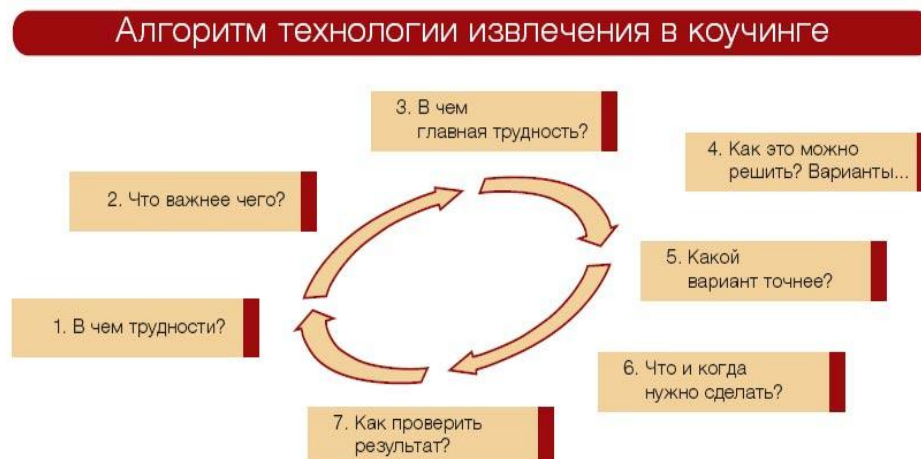 Алгоритм технологии извлечения в коучинге
3. В чем
главная трудность?
4. Как это можно
решить? Варианты...
2. Что важнее чего?
5. Какой
вариант точнее?
1. В чем трудности?
6. Что и когда
нужно сделать?
7. Как проверить
результат?